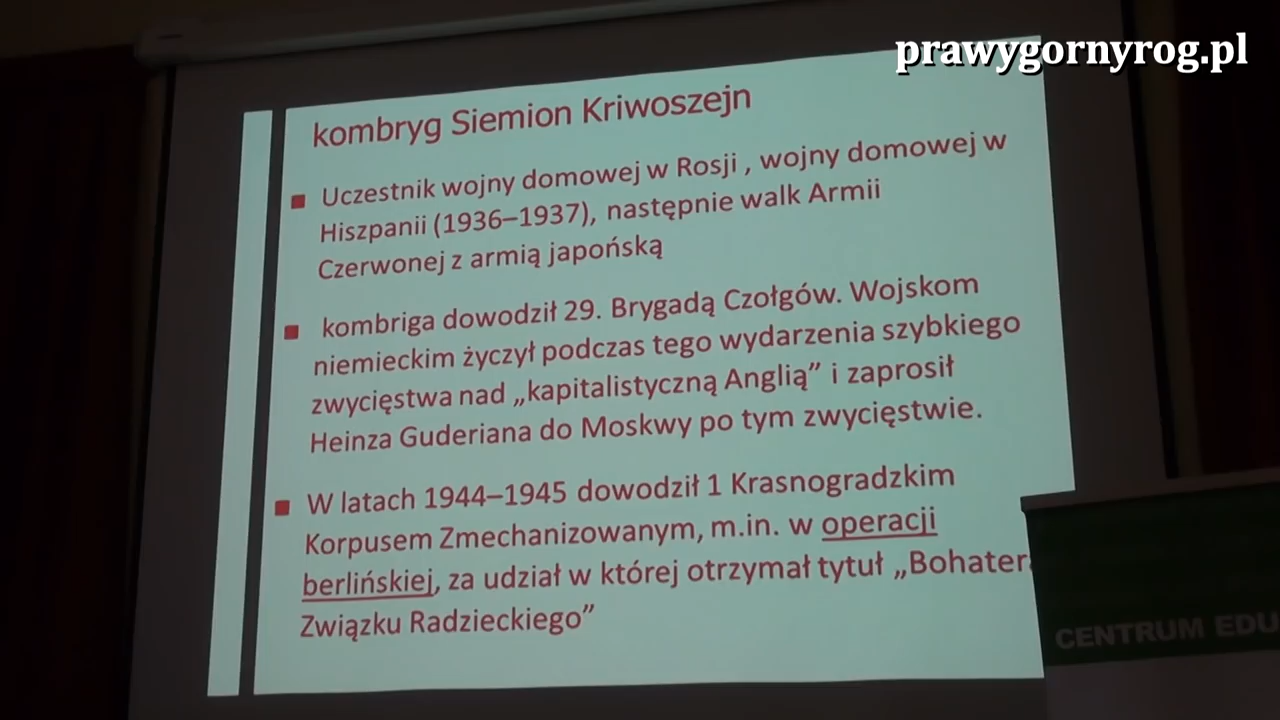 prawygornyrog.pl
kombryg Siemion Kriwoszejn
Uczestnik wojny domowej w Rosji , wojny domowej w
Hiszpanii (1936–1937), następnie walk Armii
Czerwonej z armią japońską
kombriga dowodził 29. Brygadą Czołgów. Wojskom
niemieckim życzył podczas tego wydarzenia szybkiego
zwycięstwa nad „kapitalistyczną Anglią” i zaprosił
Heinza Guderiana do Moskwy po tym zwycięstwie.
W latach 1944–1945 dowodził 1 Krasnogradzkim
Korpusem Zmechanizowanym, m.in. w operacji
berlińskiej, za udział w której otrzymał tytuł „Bohater
Związku Radzieckiego”
CENTRUM EDU